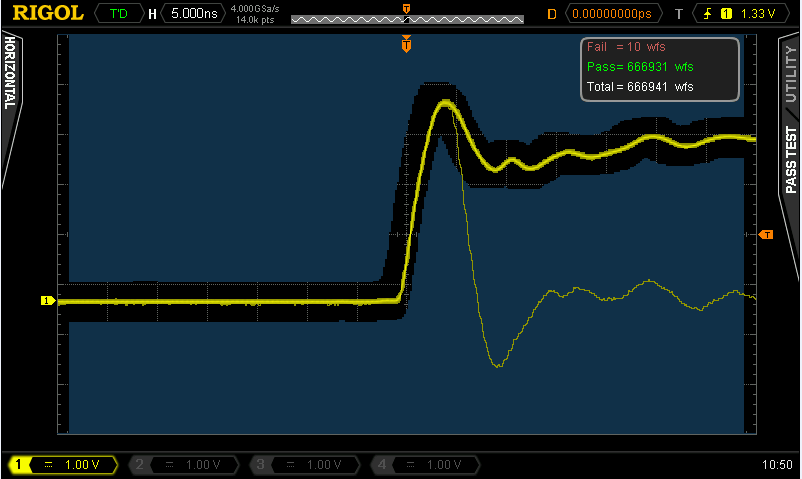 RIGOL T'D H 5.000ns 4.000GSa/s 14.0k pts T D 0.00000000ps T 1 1.33 V
HORIZONTAL
T
Fail = 10 wfs
Pass= 666931 wfs
Total = 666941 wfs
UTILITY
PASS TEST
T
1
1 = 1.00 V 2 = 1.00 V 3 = 1.00 V 4 = 1.00 V 10:50